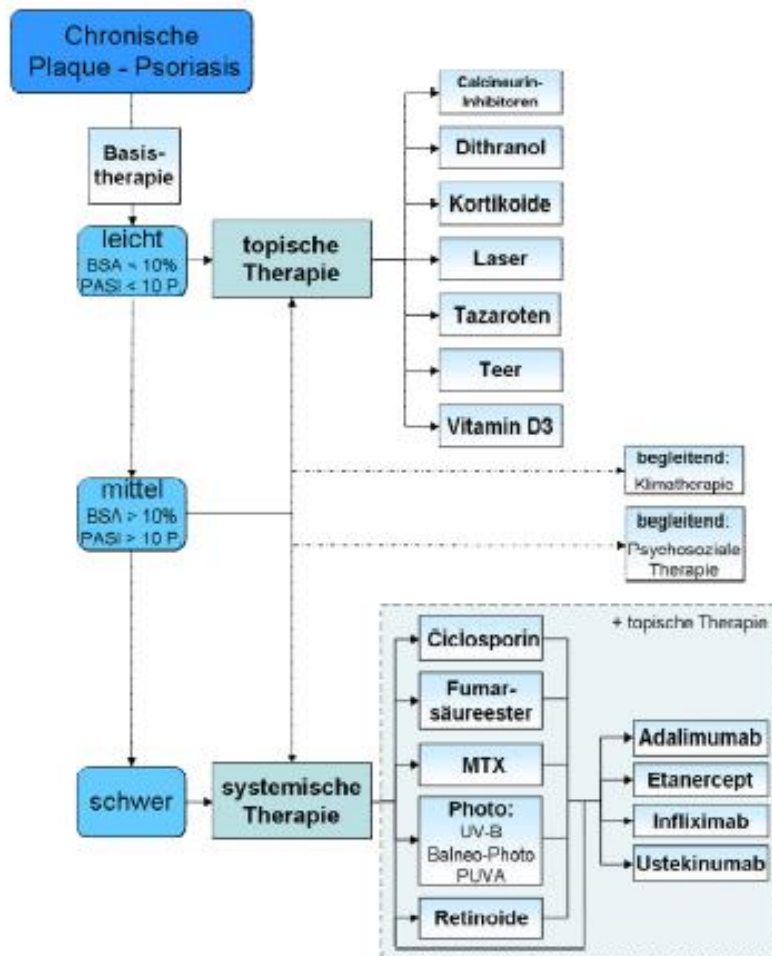 Chronische
Plaque - Psoriasis
Basis-
therapie
leicht
BSA < 10%
PASI < 10 P.
topische
Therapie
Calcineurin-
Inhibitoren
Dithranol
Kortikoide
Laser
Tazaroten
Teer
Vitamin D3
begleitend:
Klimatherapie
mittel
BSA > 10%
PASI > 10 P.
begleitend:
Psychosoziale
Therapie
+ topische Therapie
schwer
systemische
Therapie
Ciclosporin
Fumar-
säureester
MTX
Photo:
UV-B
Balneo-Photo
PUVA
Retinoide
Adalimumab
Etanercept
Infliximab
Ustekinumab